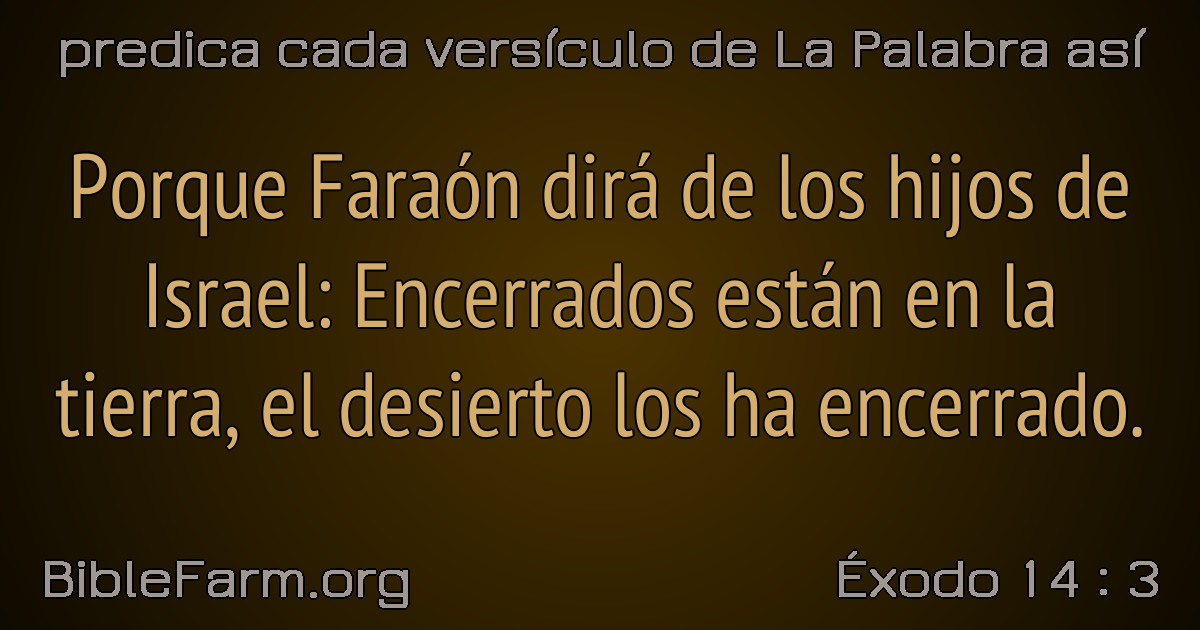 predica cada versículo de La Palabra así
Porque Faraón dirá de los hijos de
Israel: Encerrados están en la
tierra, el desierto los ha encerrado.
BibleFarm.org
Éxodo 14 : 3